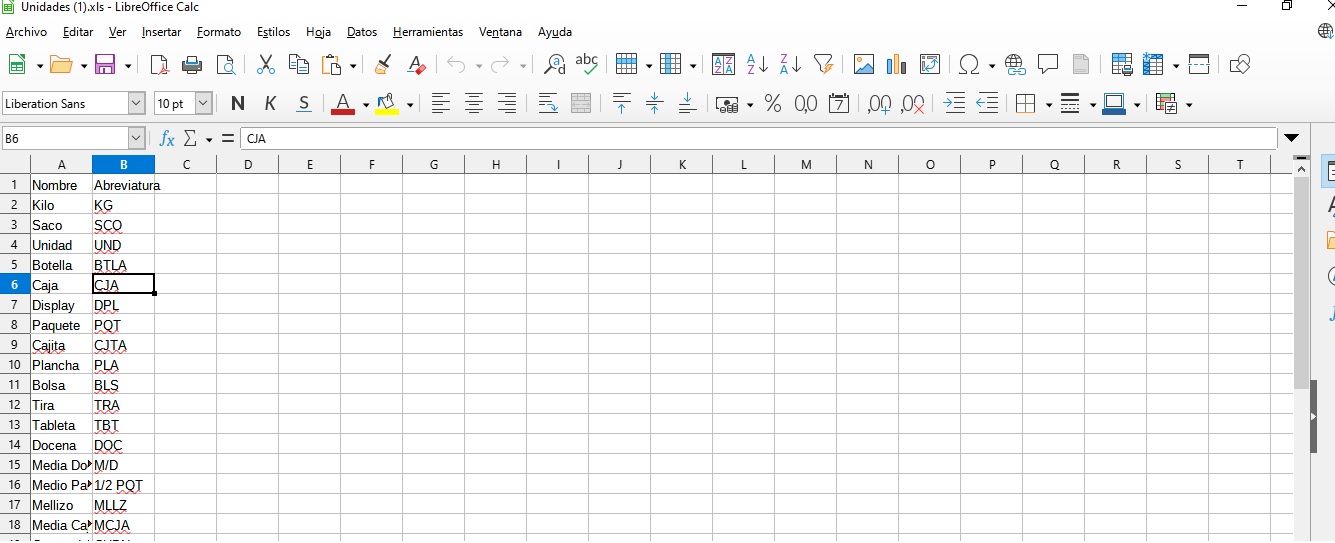 Unidades (1).xls - LibreOffice Calc
Archivo Editar Ver Insertar Formato Estilos Hoja Datos Herramientas Ventana Ayuda
Liberation Sans 10 pt N K S A
B6 fx Σ = CJA
A B C D E F G H I J K L M N O P Q R S T
1 Nombre Abreviatura
2 Kilo KG
3 Saco SCO
4 Unidad UND
5 Botella BTLA
6 Caja CJA
7 Display DPL
8 Paquete PQT
9 Cajita CJTA
10 Plancha PLA
11 Bolsa BLS
12 Tira TRA
13 Tableta TBT
14 Docena DOC
15 Media Do M/D
16 Medio Pa 1/2 PQT
17 Mellizo MLLZ
18 Media Ca MCJA